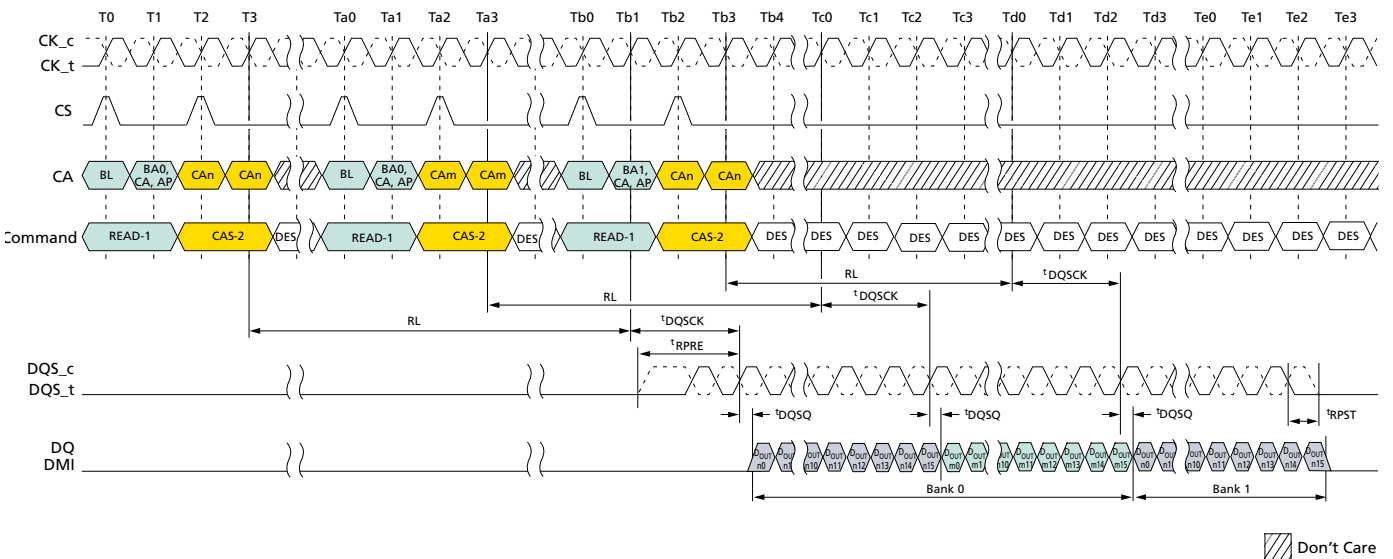 T0 T1 T2 T3 Ta0 Ta1 Ta2 Ta3 Tb0 Tb1 Tb2 Tb3 Tb4 Tc0 Tc1 Tc2 Tc3 Td0 Td1 Td2 Td3 Te0 Te1 Te2 Te3
CK_c
CK_t
CS
CA BL BA0, CA, AP CAn CAn BL BA0, CA, AP CAm CAm BL BA1, CA, AP CAn CAn
Command READ-1 CAS-2 DES READ-1 CAS-2 DES READ-1 CAS-2 DES DES DES DES DES DES DES DES DES DES DES DES DES
RL tDQSCK
RL tDQSCK
RL tDQSCK
tRPRE
DQS_c
DQS_t
tDQSQ tDQSQ tDQSQ tRPST
DQ
DMI
DOUT n0 DOUT n1 DOUT n10 DOUT n11 DOUT n12 DOUT n13 DOUT n14 DOUT n15 DOUT m0 DOUT m1 DOUT m10 DOUT m11 DOUT m12 DOUT m13 DOUT m14 DOUT m15 DOUT n0 DOUT n1 DOUT n10 DOUT n11 DOUT n12 DOUT n13 DOUT n14 DOUT n15
Bank 0 Bank 1
Don't Care